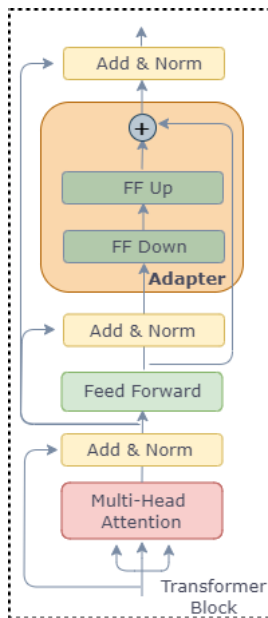 Add & Norm
+
FF Up
FF Down
Adapter
Add & Norm
Feed Forward
Add & Norm
Multi-Head
Attention
Transformer
Block